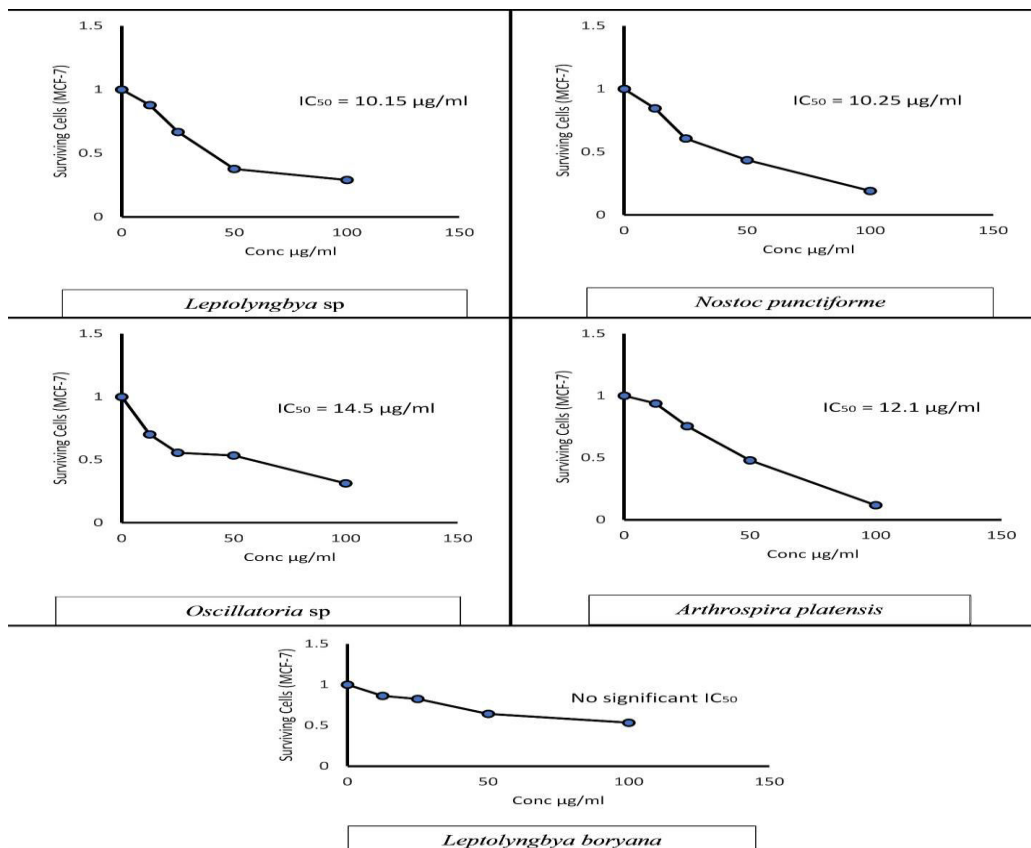 1.5
1
0.5
0
Surviving Cells (MCF-7)
IC₅₀ = 10.15 µg/ml
0
50
100
150
Conc µg/ml
Leptolyngbya sp
1.5
1
0.5
0
Surviving Cells (MCF-7)
IC₅₀ = 10.25 µg/ml
0
50
100
150
Conc µg/ml
Nostoc punctiforme
1.5
1
0.5
0
Surviving Cells (MCF-7)
IC₅₀ = 14.5 µg/ml
0
50
100
150
Conc µg/ml
Oscillatoria sp
1.5
1
0.5
0
Surviving Cells (MCF-7)
IC₅₀ = 12.1 µg/ml
0
50
100
150
Conc µg/ml
Arthrospira platensis
1.5
1
0.5
0
Surviving Cells (MCF-7)
No significant IC₅₀
0
50
100
150
Conc µg/ml
Leptolyngbya boryana